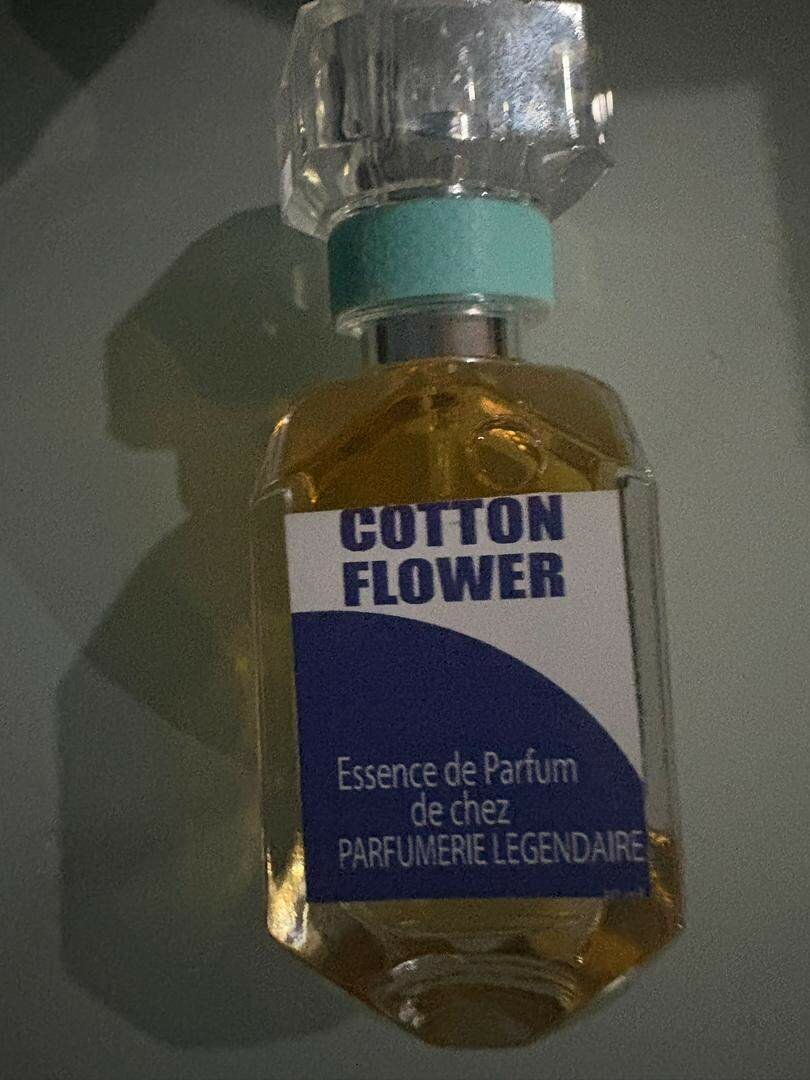 COTTON
FLOWER
Essence de Parfum
de chez
PARFUMERIE LEGENDAIRE